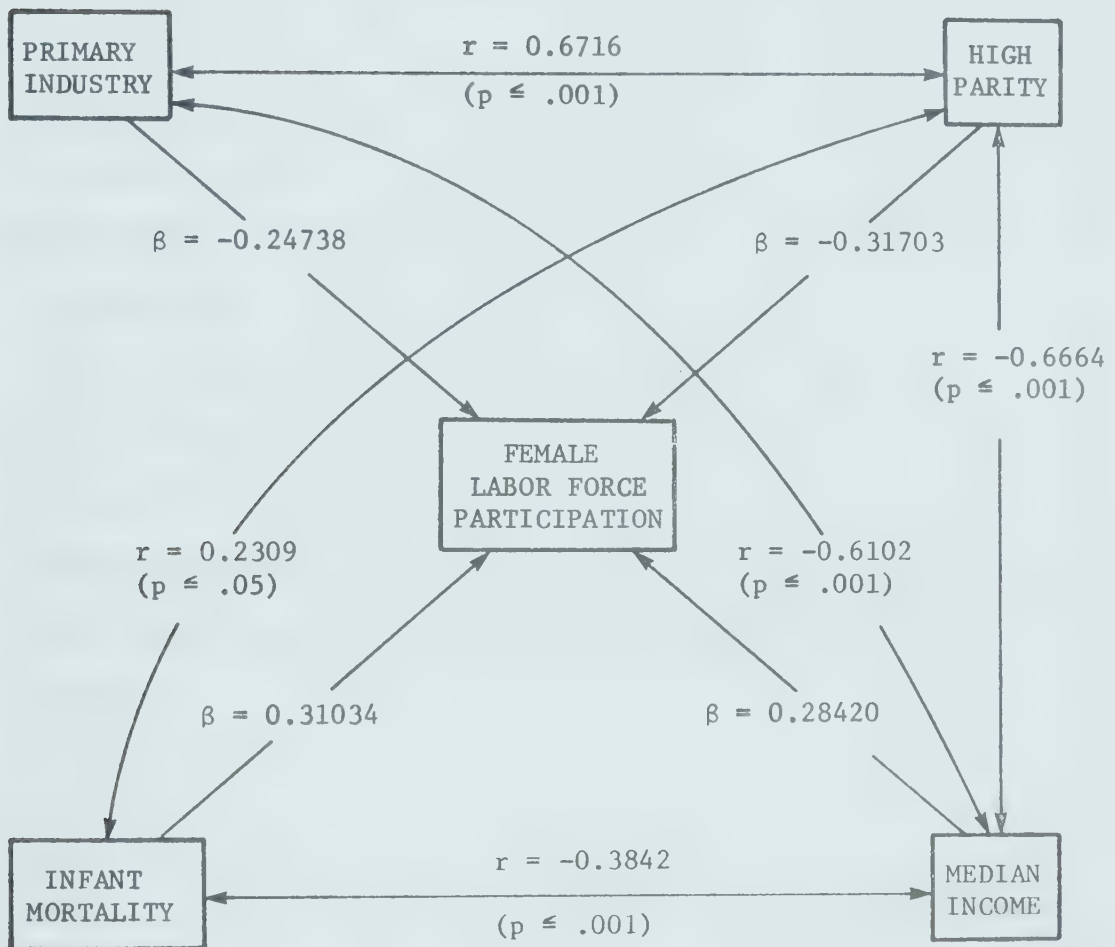 PRIMARY
INDUSTRY
r = 0.6716
(p ≤ .001)
HIGH
PARITY
β = -0.24738
β = -0.31703
r = -0.6664
(p ≤ .001)
FEMALE
LABOR FORCE
PARTICIPATION
r = 0.2309
(p ≤ .05)
r = -0.6102
(p ≤ .001)
β = 0.31034
β = 0.28420
INFANT
MORTALITY
r = -0.3842
(p ≤ .001)
MEDIAN
INCOME